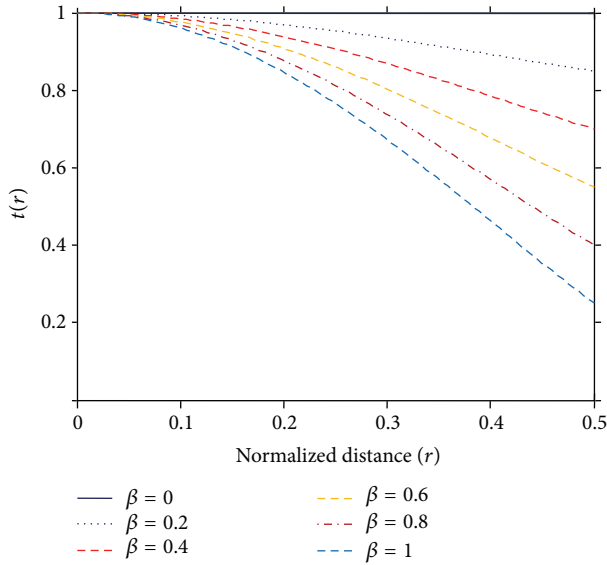 1
0.8
0.6
0.4
0.2
t(r)
0
0.1
0.2
0.3
0.4
0.5
Normalized distance (r)
β = 0
β = 0.2
β = 0.4
β = 0.6
β = 0.8
β = 1